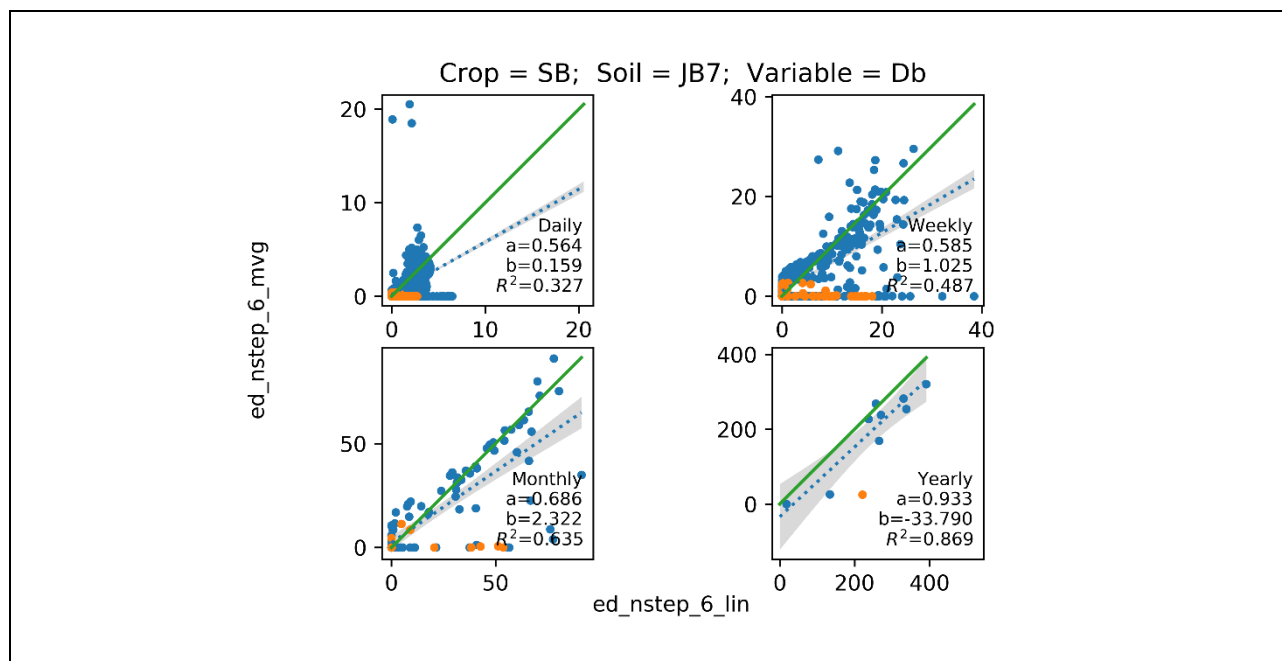 Crop = SB;  Soil = JB7;  Variable = Db
ed_nstep_6_mvg
20
10
0
0
10
20
Daily
a=0.564
b=0.159
R²=0.327
40
20
0
0
20
40
Weekly
a=0.585
b=1.025
R²=0.487
50
0
0
50
Monthly
a=0.686
b=2.322
R²=0.635
400
200
0
0
200
400
Yearly
a=0.933
b=-33.790
R²=0.869
ed_nstep_6_lin